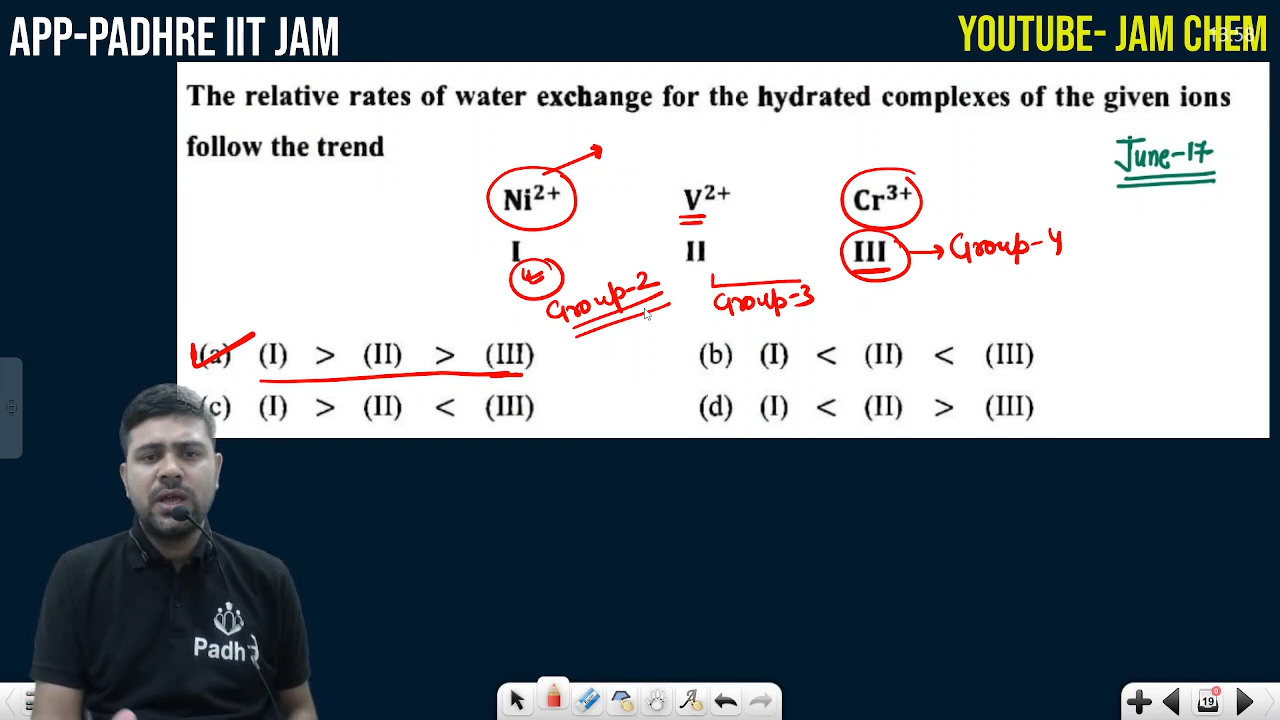 APP-PADHRE IIT JAM
YOUTUBE- JAM CHEM
The relative rates of water exchange for the hydrated complexes of the given ions
follow the trend
June-17
Ni²⁺ V²⁺ Cr³⁺
I II III → Group-4
Group-2 Group-3
(a) (I) > (II) > (III) (b) (I) < (II) < (III)
(c) (I) > (II) < (III) (d) (I) < (II) > (III)
Padh
19